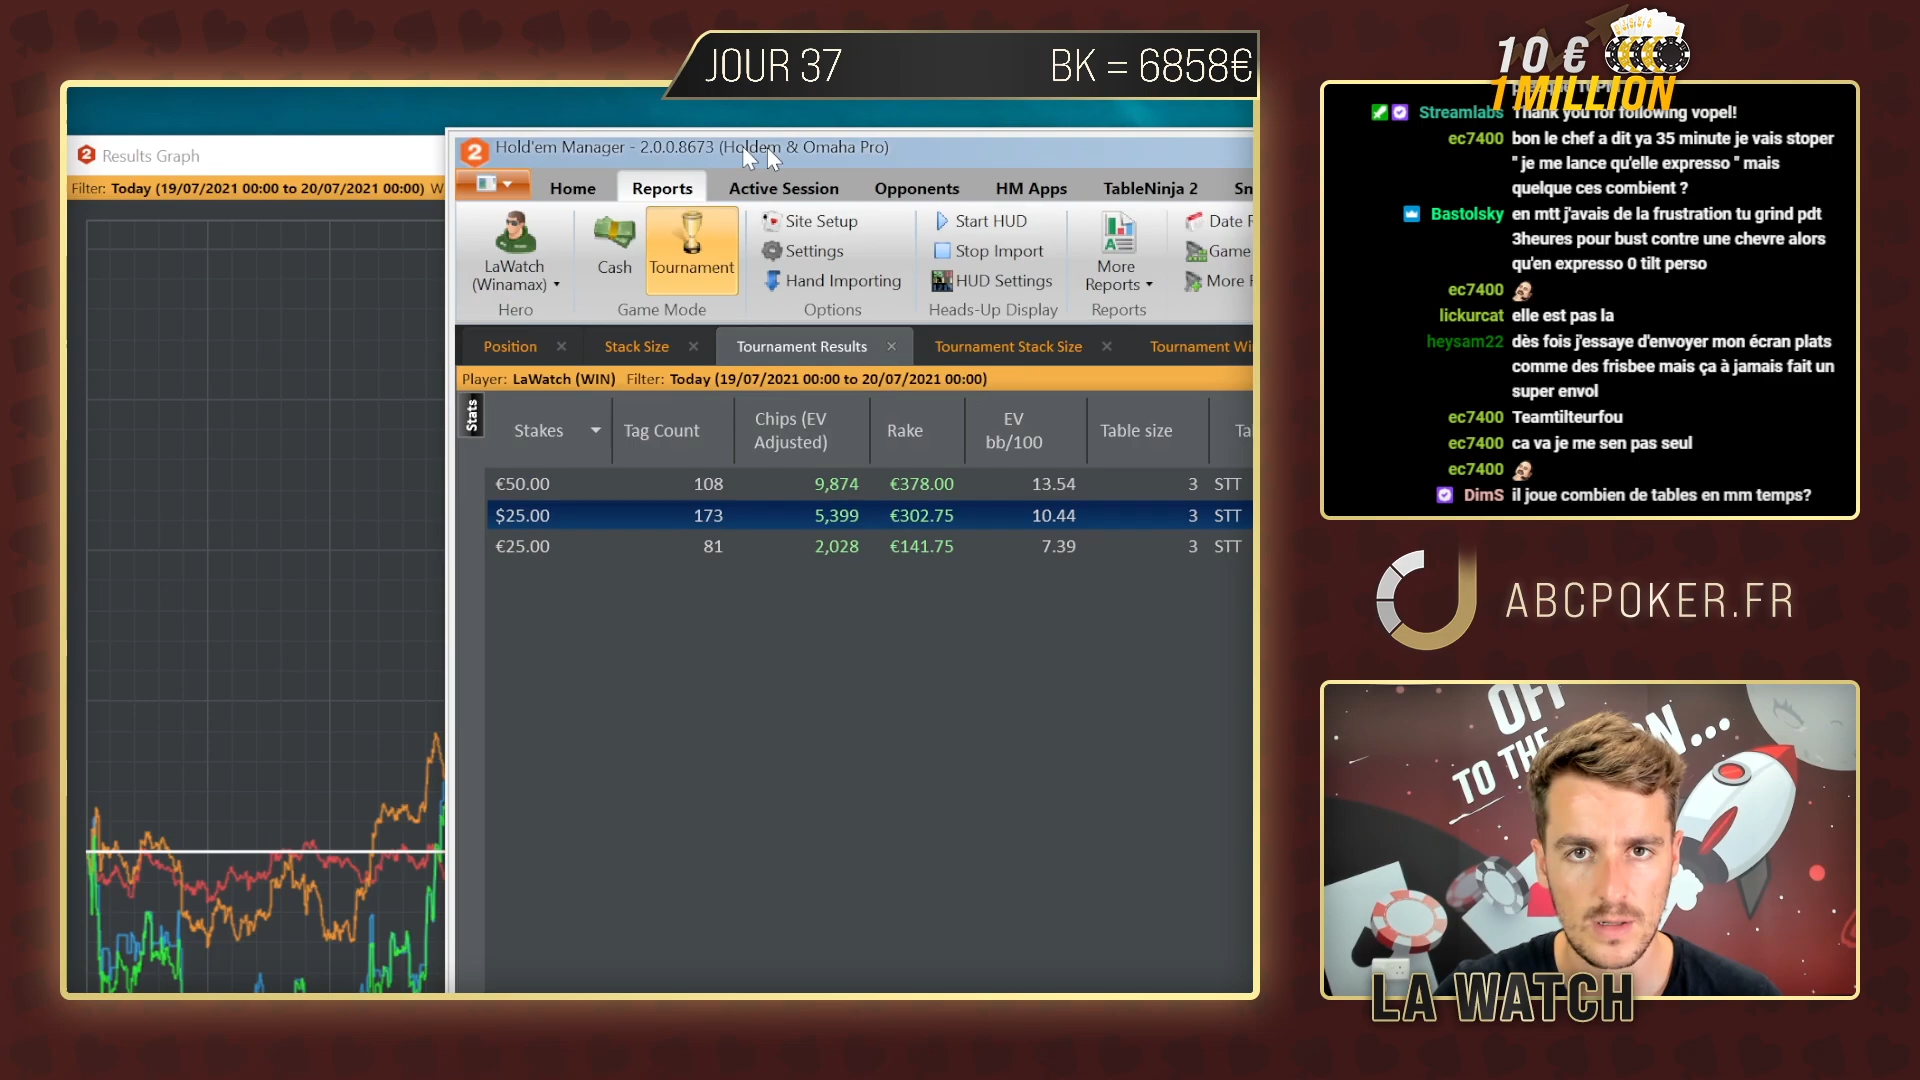 JOUR 37
BK = 6858€
10 €
1 MILLION
Results Graph
Filter: Today (19/07/2021 00:00 to 20/07/2021 00:00)
Hold'em Manager - 2.0.0.8673 (Holdem & Omaha Pro)
Home
Reports
Active Session
Opponents
HM Apps
TableNinja 2
LaWatch
(Winamax)
Hero
Cash
Tournament
Game Mode
Site Setup
Settings
Hand Importing
Options
Start HUD
Stop Import
HUD Settings
Heads-Up Display
More
Reports
Reports
Date
Game
More
Position
Stack Size
Tournament Results
Tournament Stack Size
Tournament
Player: LaWatch (WIN) Filter: Today (19/07/2021 00:00 to 20/07/2021 00:00)
Stats
Stakes
Tag Count
Chips (EV
Adjusted)
Rake
EV
bb/100
Table size
€50.00 108 9,874 €378.00 13.54 3 STT
$25.00 173 5,399 €302.75 10.44 3 STT
€25.00 81 2,028 €141.75 7.39 3 STT
Streamlabs Thank you for following vopel!
ec7400 bon le chef a dit ya 35 minute je vais stoper
" je me lance qu'elle expresso " mais
quelque ces combient ?
Bastolsky en mtt j'avais de la frustration tu grind pdt
3heures pour bust contre une chevre alors
qu'en expresso 0 tilt perso
ec7400
lickurcat elle est pas la
heysam22 dès fois j'essaye d'envoyer mon écran plats
comme des frisbee mais ça à jamais fait un
super envol
ec7400 Teamtilteurfou
ec7400 ca va je me sen pas seul
ec7400
DimS il joue combien de tables en mm temps?
ABCPOKER.FR
OFF
TO THE
LA WATCH